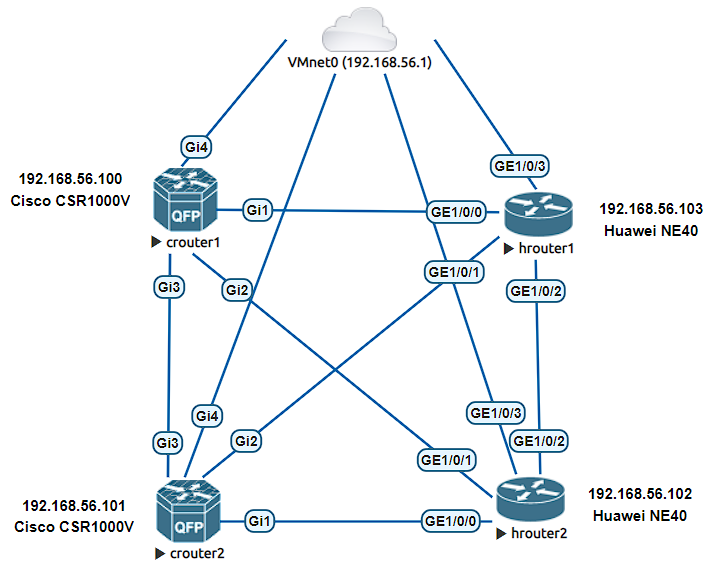 VMnet0 (192.168.56.1)
Gi4
GE1/0/3
192.168.56.100
Cisco CSR1000V
QFP
Gi1
GE1/0/0
192.168.56.103
Huawei NE40
crouter1
hrouter1
GE1/0/1
Gi3
Gi2
GE1/0/2
Gi4
GE1/0/3
Gi3
Gi2
GE1/0/2
GE1/0/1
192.168.56.101
Cisco CSR1000V
QFP
Gi1
GE1/0/0
192.168.56.102
Huawei NE40
crouter2
hrouter2